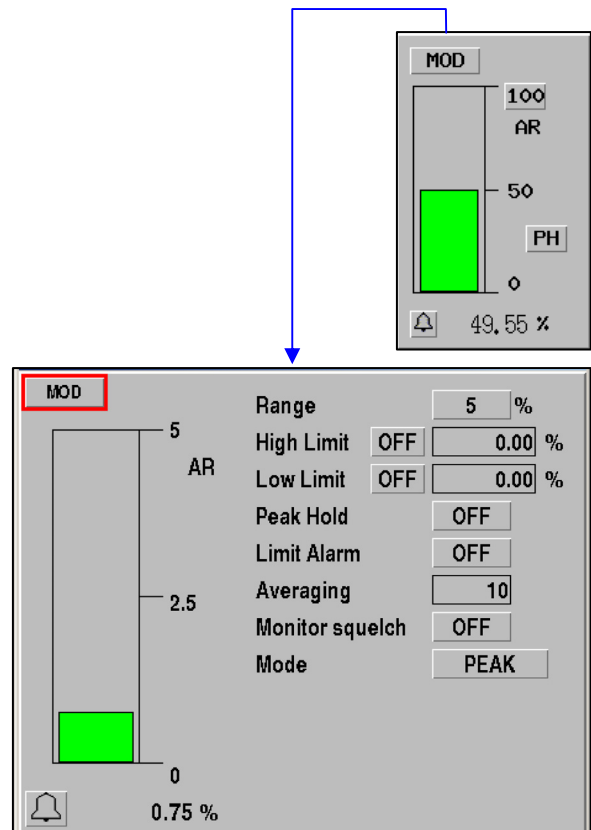 MOD
100
AR
50
PH
0
49.55 %
MOD
5
AR
2.5
0
0.75 %
Range 5 %
High Limit OFF 0.00 %
Low Limit OFF 0.00 %
Peak Hold OFF
Limit Alarm OFF
Averaging 10
Monitor squelch OFF
Mode PEAK